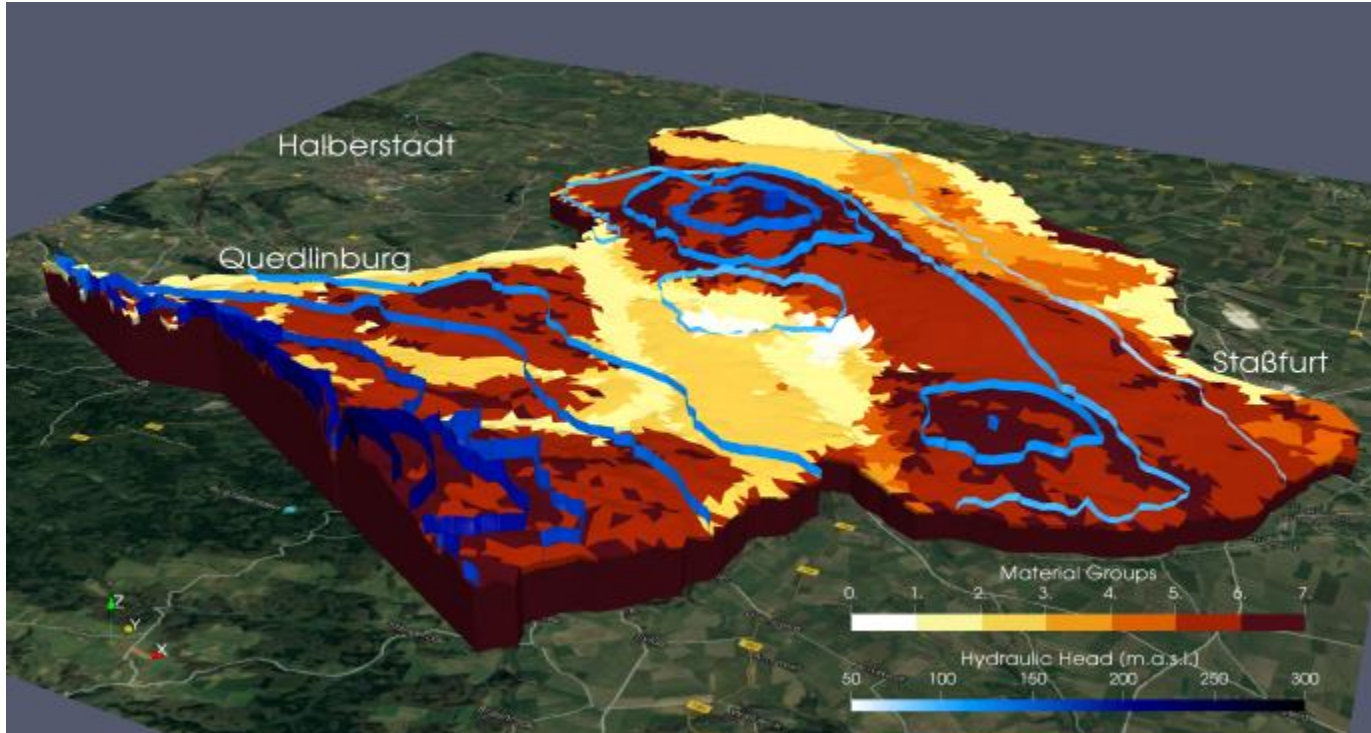 Halberstadt
Quedlinburg
Staßfurt
Material Groups
0. 1. 2. 3. 4. 5. 6. 7.
Hydraulic Head (m.a.s.l.)
50 100 150 200 250 300
Z
Y
X